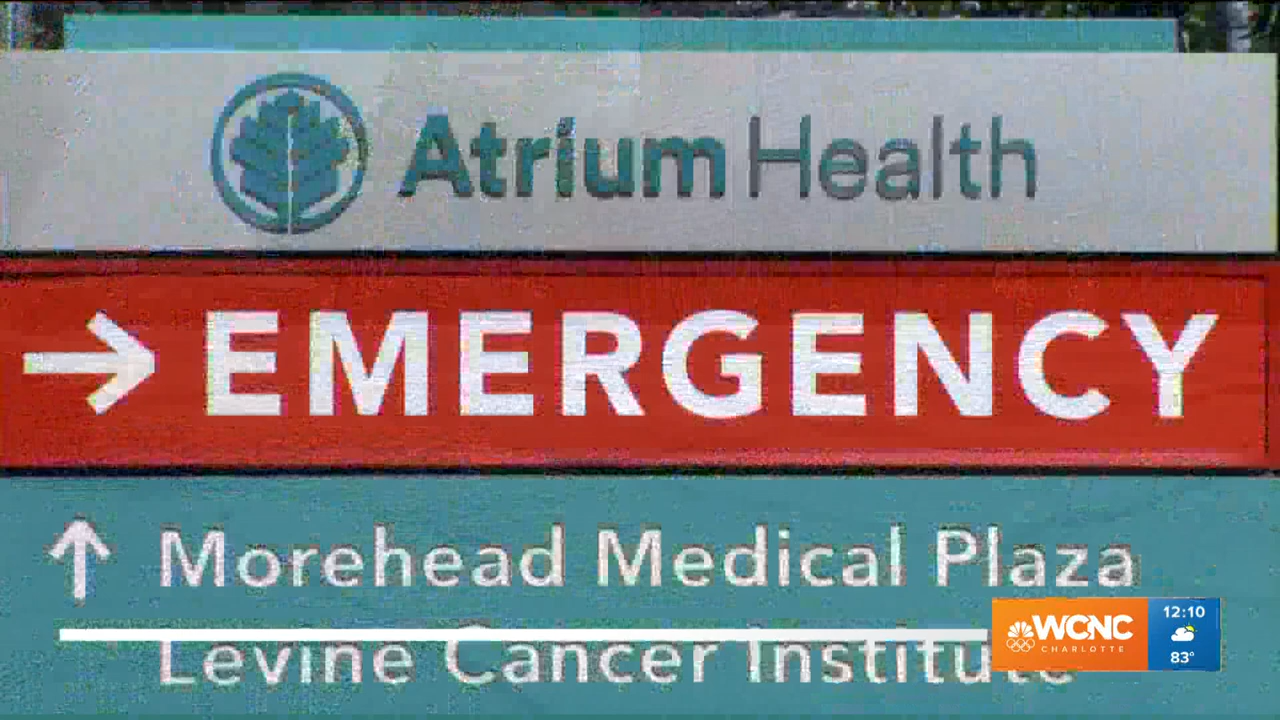 Atrium Health
EMERGENCY
Morehead Medical Plaza
Levine Cancer Institute
WCNC
CHARLOTTE
12:10
83°